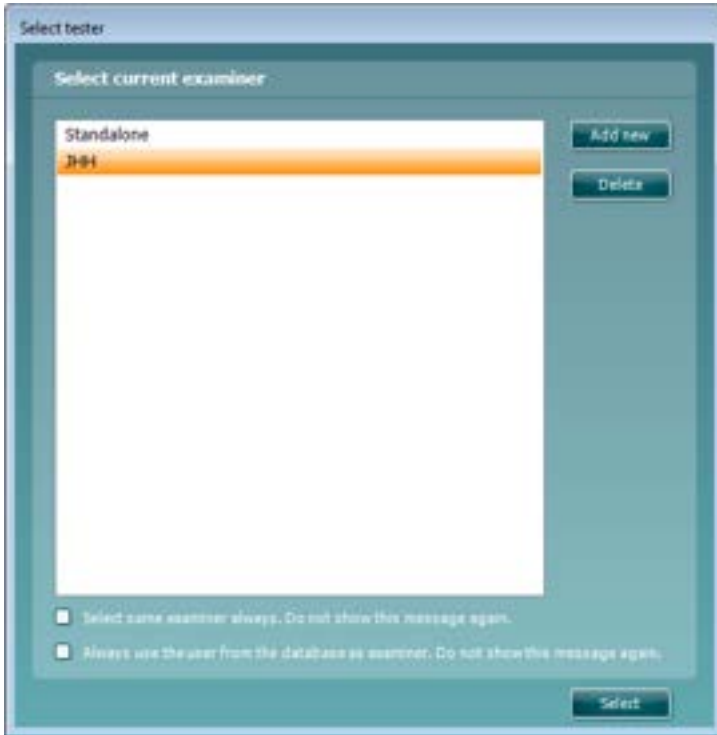 Select tester
Select current examiner
Standalone
JHH
Add new
Delete
Select same examiner always. Do not show this message again.
Always use the user from the database as examiner. Do not show this message again.
Select